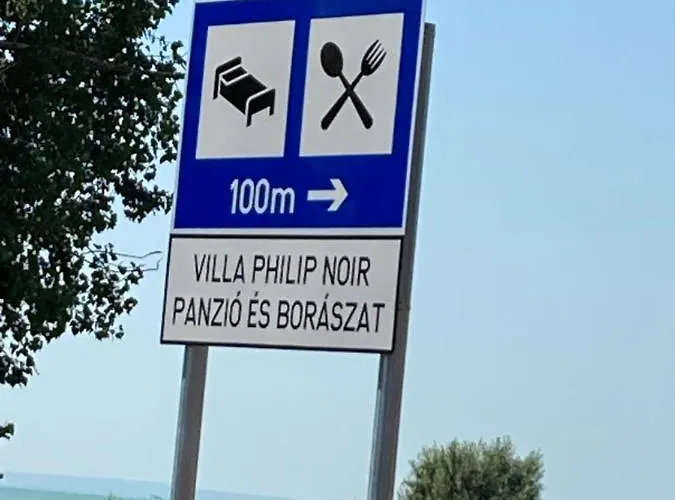 100m →
VILLA PHILIP NOIR
PANZIÓ ÉS BORÁSZAT